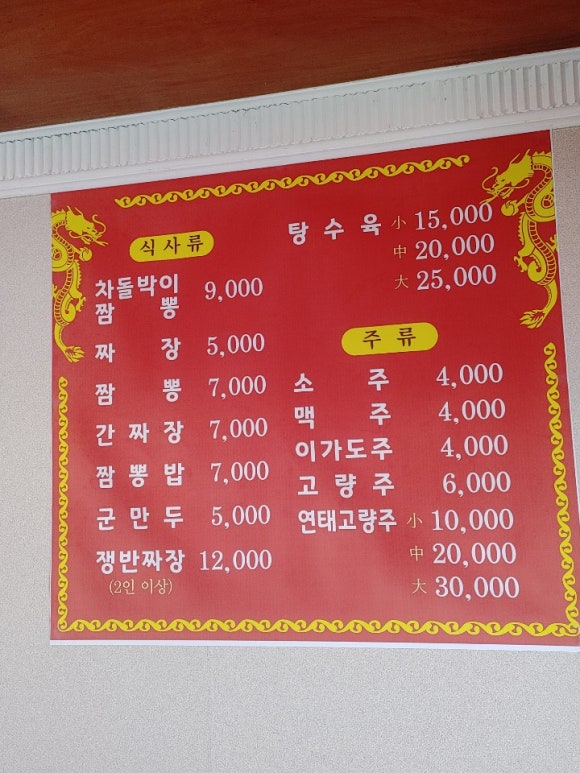 식사류
차돌박이
짬 뽕 9,000
짜 장 5,000
짬 뽕 7,000
간 짜 장 7,000
짬 뽕 밥 7,000
군 만 두 5,000
쟁반짜장 12,000
(2인 이상)
탕 수 육 小 15,000
中 20,000
大 25,000
주 류
소 주 4,000
맥 주 4,000
이가도주 4,000
고 량 주 6,000
연태고량주 小 10,000
中 20,000
大 30,000